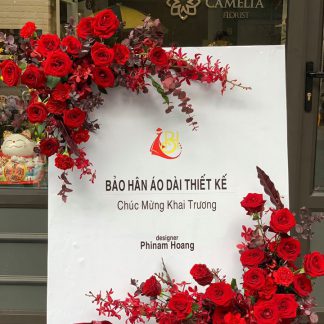 CAMELIA
FLORIST
BẢO HÂN ÁO DÀI THIẾT KẾ
Chúc Mừng Khai Trương
designer
Phinam Hoang